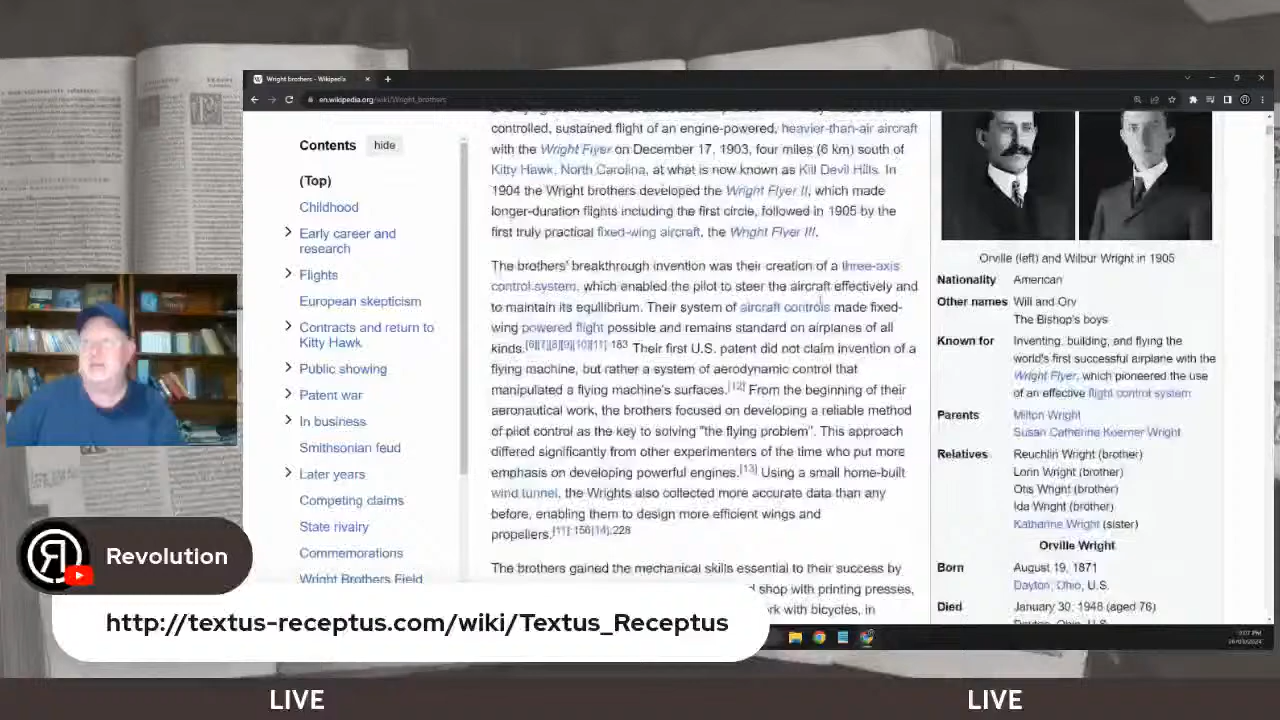 Wright brothers - Wikipedia
en.wikipedia.org/wiki/Wright_brothers
Contents hide
(Top)
Childhood
Early career and
research
Flights
European skepticism
Contracts and return to
Kitty Hawk
Public showing
Patent war
In business
Smithsonian feud
Later years
Competing claims
State rivalry
Commemorations
Wright Brothers Field
controlled, sustained flight of an engine-powered, heavier-than-air aircraft
with the Wright Flyer on December 17, 1903, four miles (6 km) south of
Kitty Hawk, North Carolina, at what is now known as Kill Devil Hills. In
1904 the Wright brothers developed the Wright Flyer II, which made
longer-duration flights including the first circle, followed in 1905 by the
first truly practical fixed-wing aircraft, the Wright Flyer III.
The brothers' breakthrough invention was their creation of a three-axis
control system, which enabled the pilot to steer the aircraft effectively and
to maintain its equilibrium. Their system of aircraft controls made fixed-
wing powered flight possible and remains standard on airplanes of all
kinds.[6][7][8][9][10][11]:183 Their first U.S. patent did not claim invention of a
flying machine, but rather a system of aerodynamic control that
manipulated a flying machine's surfaces.[12] From the beginning of their
aeronautical work, the brothers focused on developing a reliable method
of pilot control as the key to solving "the flying problem". This approach
differed significantly from other experimenters of the time who put more
emphasis on developing powerful engines.[13] Using a small home-built
wind tunnel, the Wrights also collected more accurate data than any
before, enabling them to design more efficient wings and
propellers.[11]:156[14]:228
The brothers gained the mechanical skills essential to their success by
shop with printing presses,
rk with bicycles, in
Orville (left) and Wilbur Wright in 1905
Nationality American
Other names Will and Orv
The Bishop's boys
Known for Inventing, building, and flying the
world's first successful airplane with the
Wright Flyer, which pioneered the use
of an effective flight control system
Parents Milton Wright
Susan Catherine Koerner Wright
Relatives Reuchlin Wright (brother)
Lorin Wright (brother)
Otis Wright (brother)
Ida Wright (brother)
Katharine Wright (sister)
Orville Wright
Born August 19, 1871
Dayton, Ohio, U.S.
Died January 30, 1948 (aged 76)
Dayton, Ohio, U.S.
Revolution
http://textus-receptus.com/wiki/Textus_Receptus
LIVE
LIVE